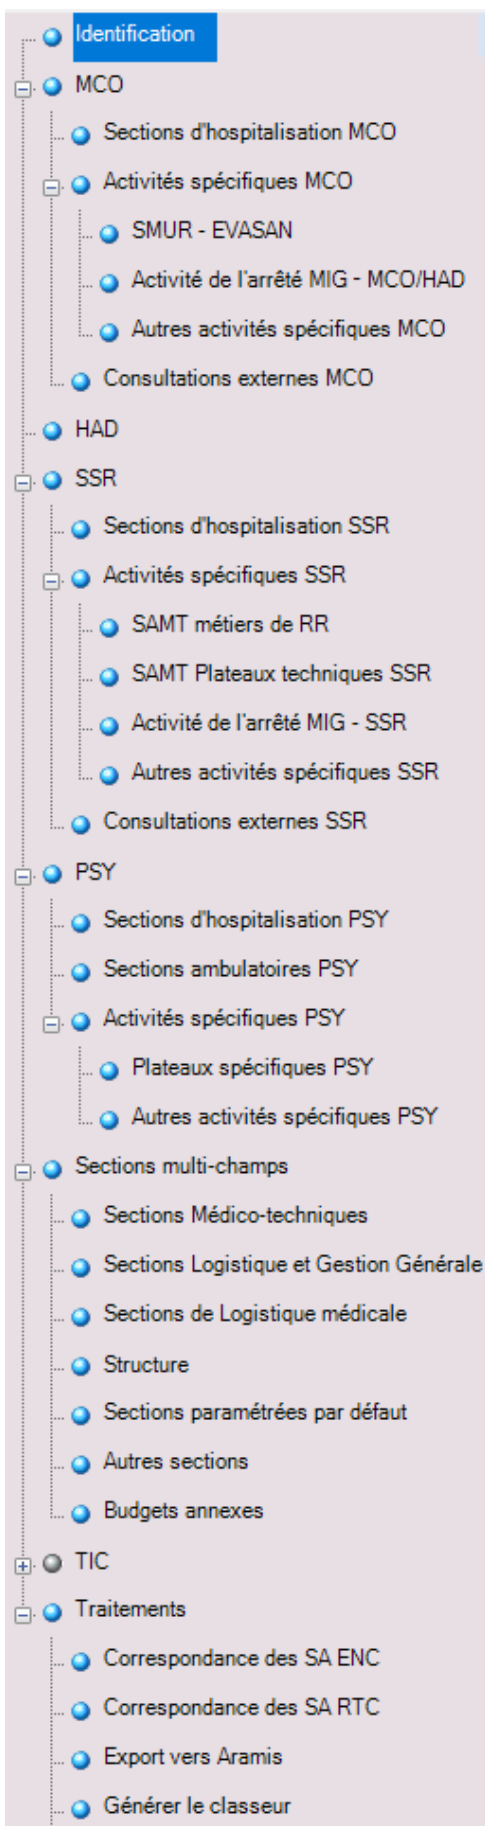 Identification
MCO
Sections d'hospitalisation MCO
Activités spécifiques MCO
SMUR - EVASAN
Activité de l'arrêté MIG - MCO/HAD
Autres activités spécifiques MCO
Consultations externes MCO
HAD
SSR
Sections d'hospitalisation SSR
Activités spécifiques SSR
SAMT métiers de RR
SAMT Plateaux techniques SSR
Activité de l'arrêté MIG - SSR
Autres activités spécifiques SSR
Consultations externes SSR
PSY
Sections d'hospitalisation PSY
Sections ambulatoires PSY
Activités spécifiques PSY
Plateaux spécifiques PSY
Autres activités spécifiques PSY
Sections multi-champs
Sections Médico-techniques
Sections Logistique et Gestion Générale
Sections de Logistique médicale
Structure
Sections paramétrées par défaut
Autres sections
Budgets annexes
TIC
Traitements
Correspondance des SA ENC
Correspondance des SA RTC
Export vers Aramis
Générer le classeur